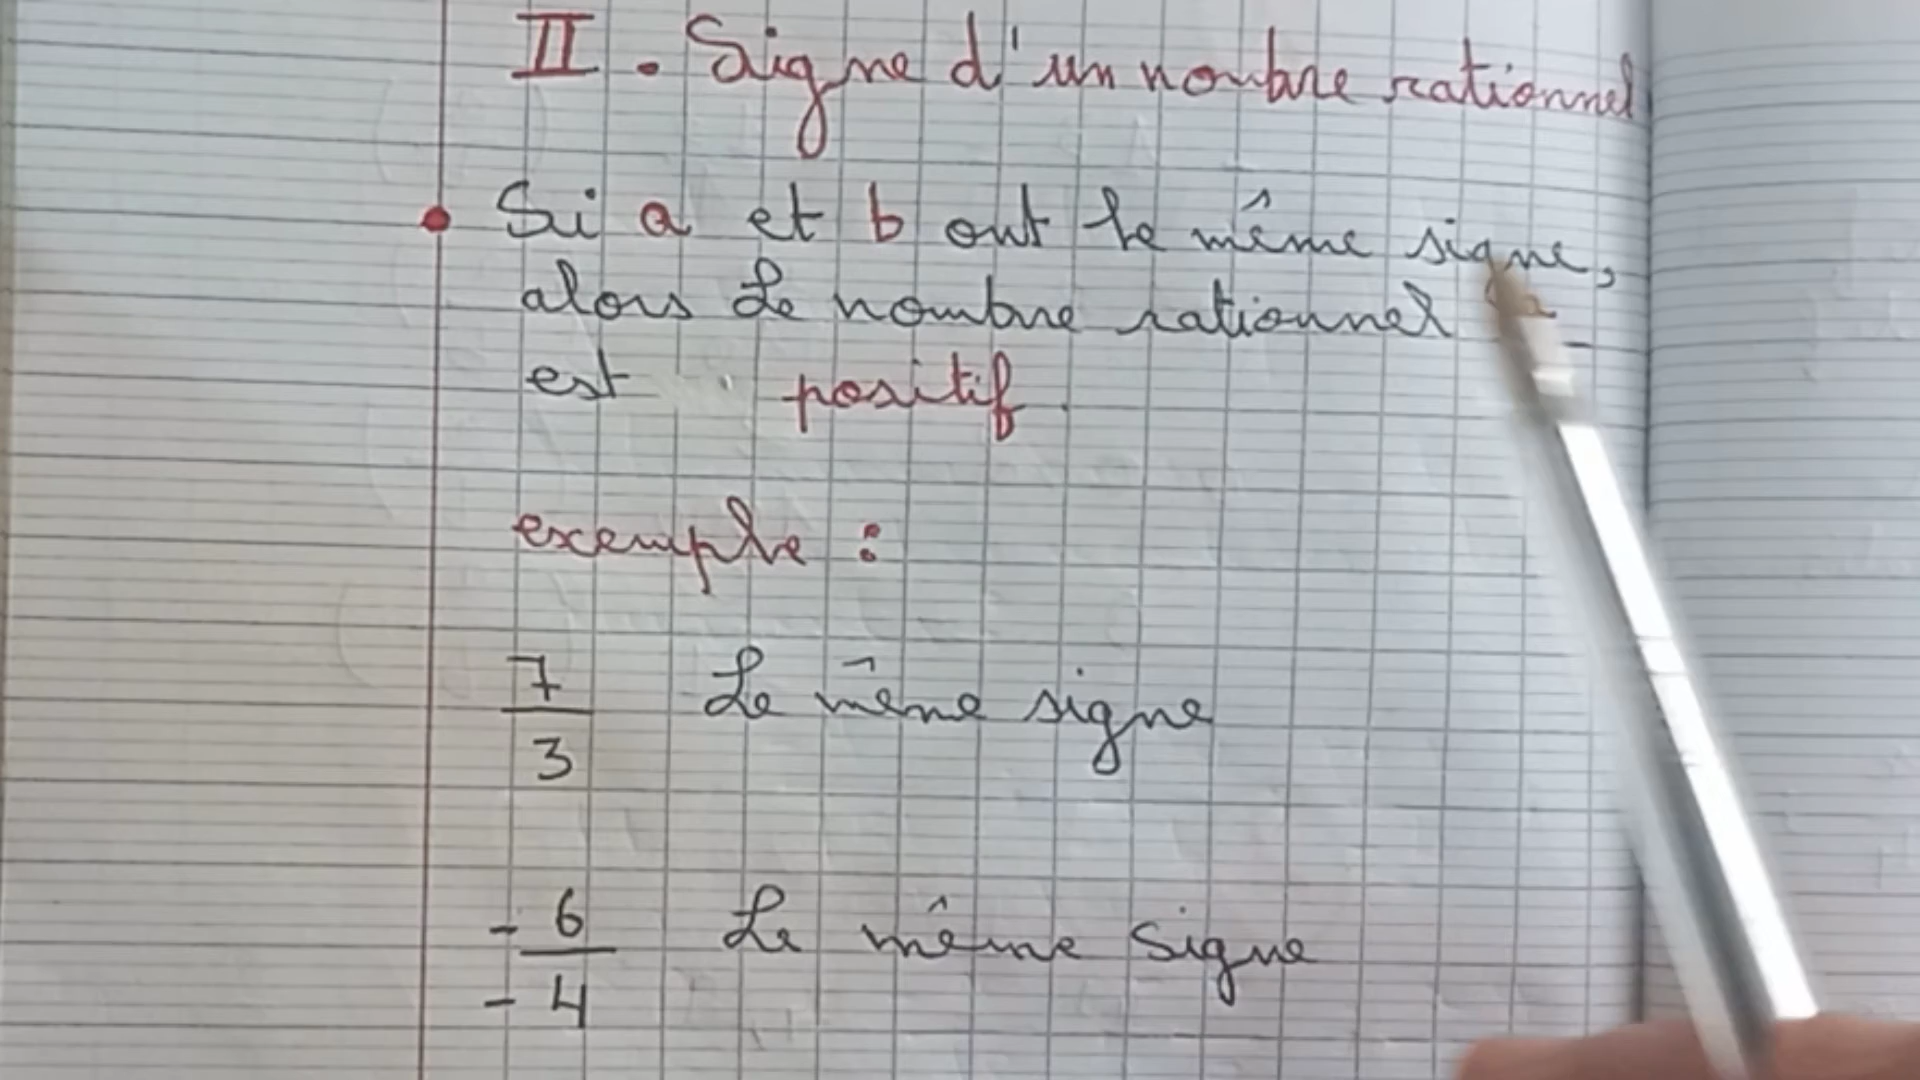 II. Signe d'un nombre rationnel
Si a et b ont le même signe,
alors le nombre rationnel
est positif.
exemple :
7
3
Le même signe
- 6
- 4
Le même signe